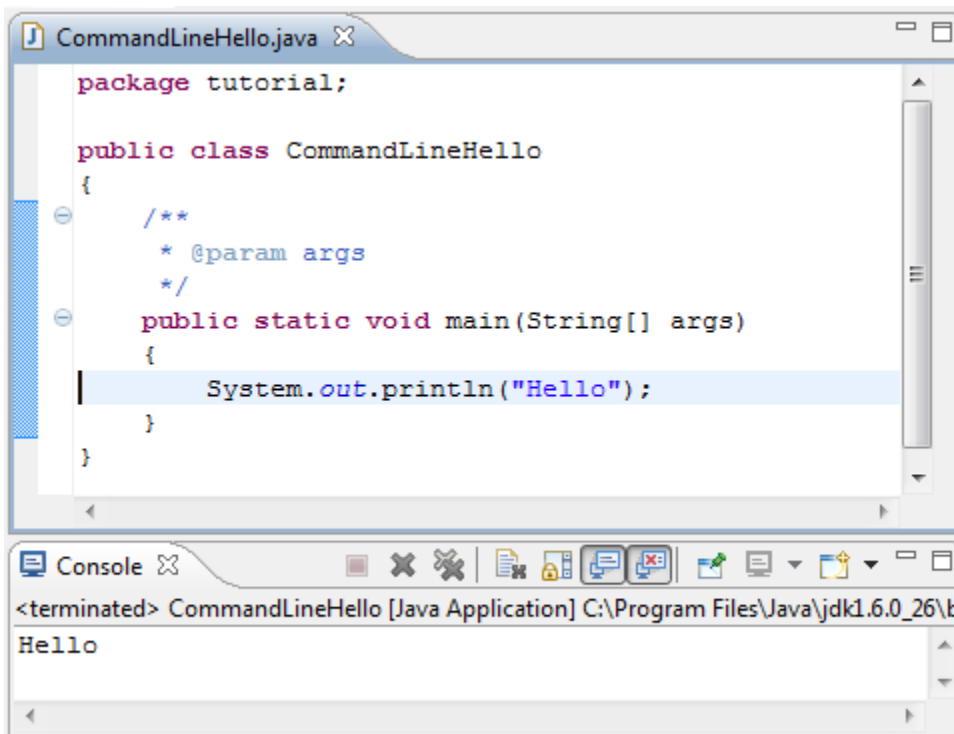 CommandLineHello.java
package tutorial;
public class CommandLineHello
{
/**
* @param args
*/
public static void main(String[] args)
{
System.out.println("Hello");
}
}
Console
<terminated> CommandLineHello [Java Application] C:\Program Files\Java\jdk1.6.0_26\b
Hello